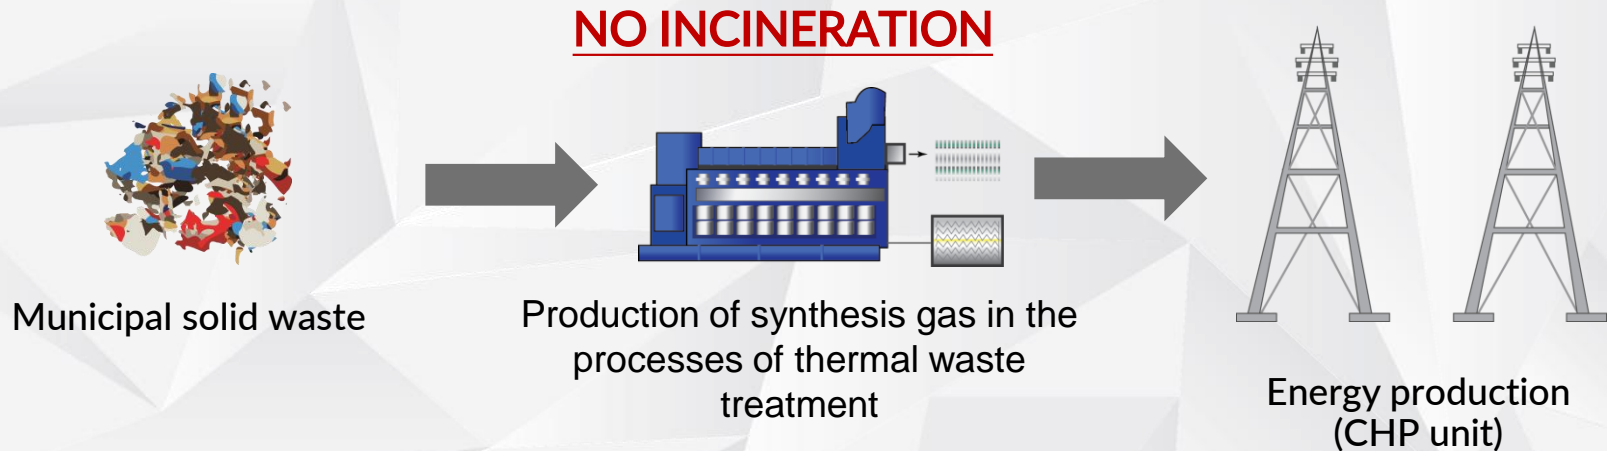 NO INCINERATION
Municipal solid waste
Production of synthesis gas in the
processes of thermal waste
treatment
Energy production
(CHP unit)